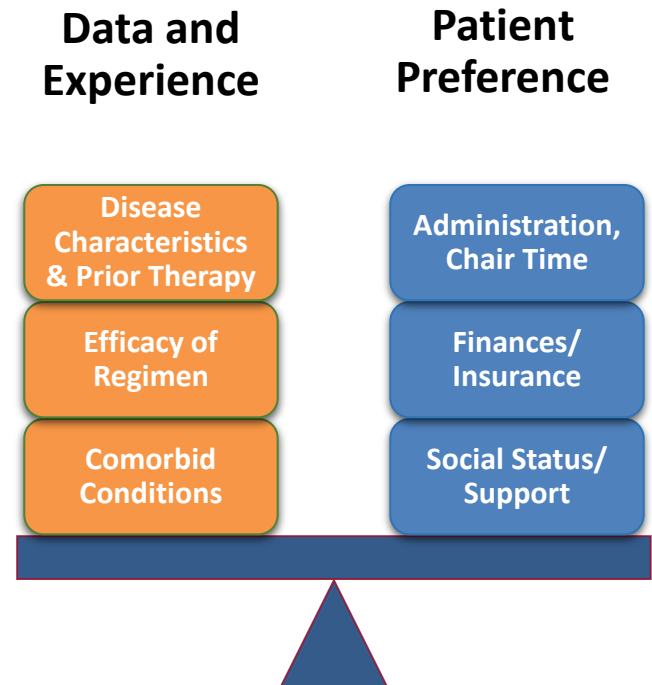 Data and
Experience
Patient
Preference
Disease
Characteristics
& Prior Therapy
Efficacy of
Regimen
Comorbid
Conditions
Administration,
Chair Time
Finances/
Insurance
Social Status/
Support